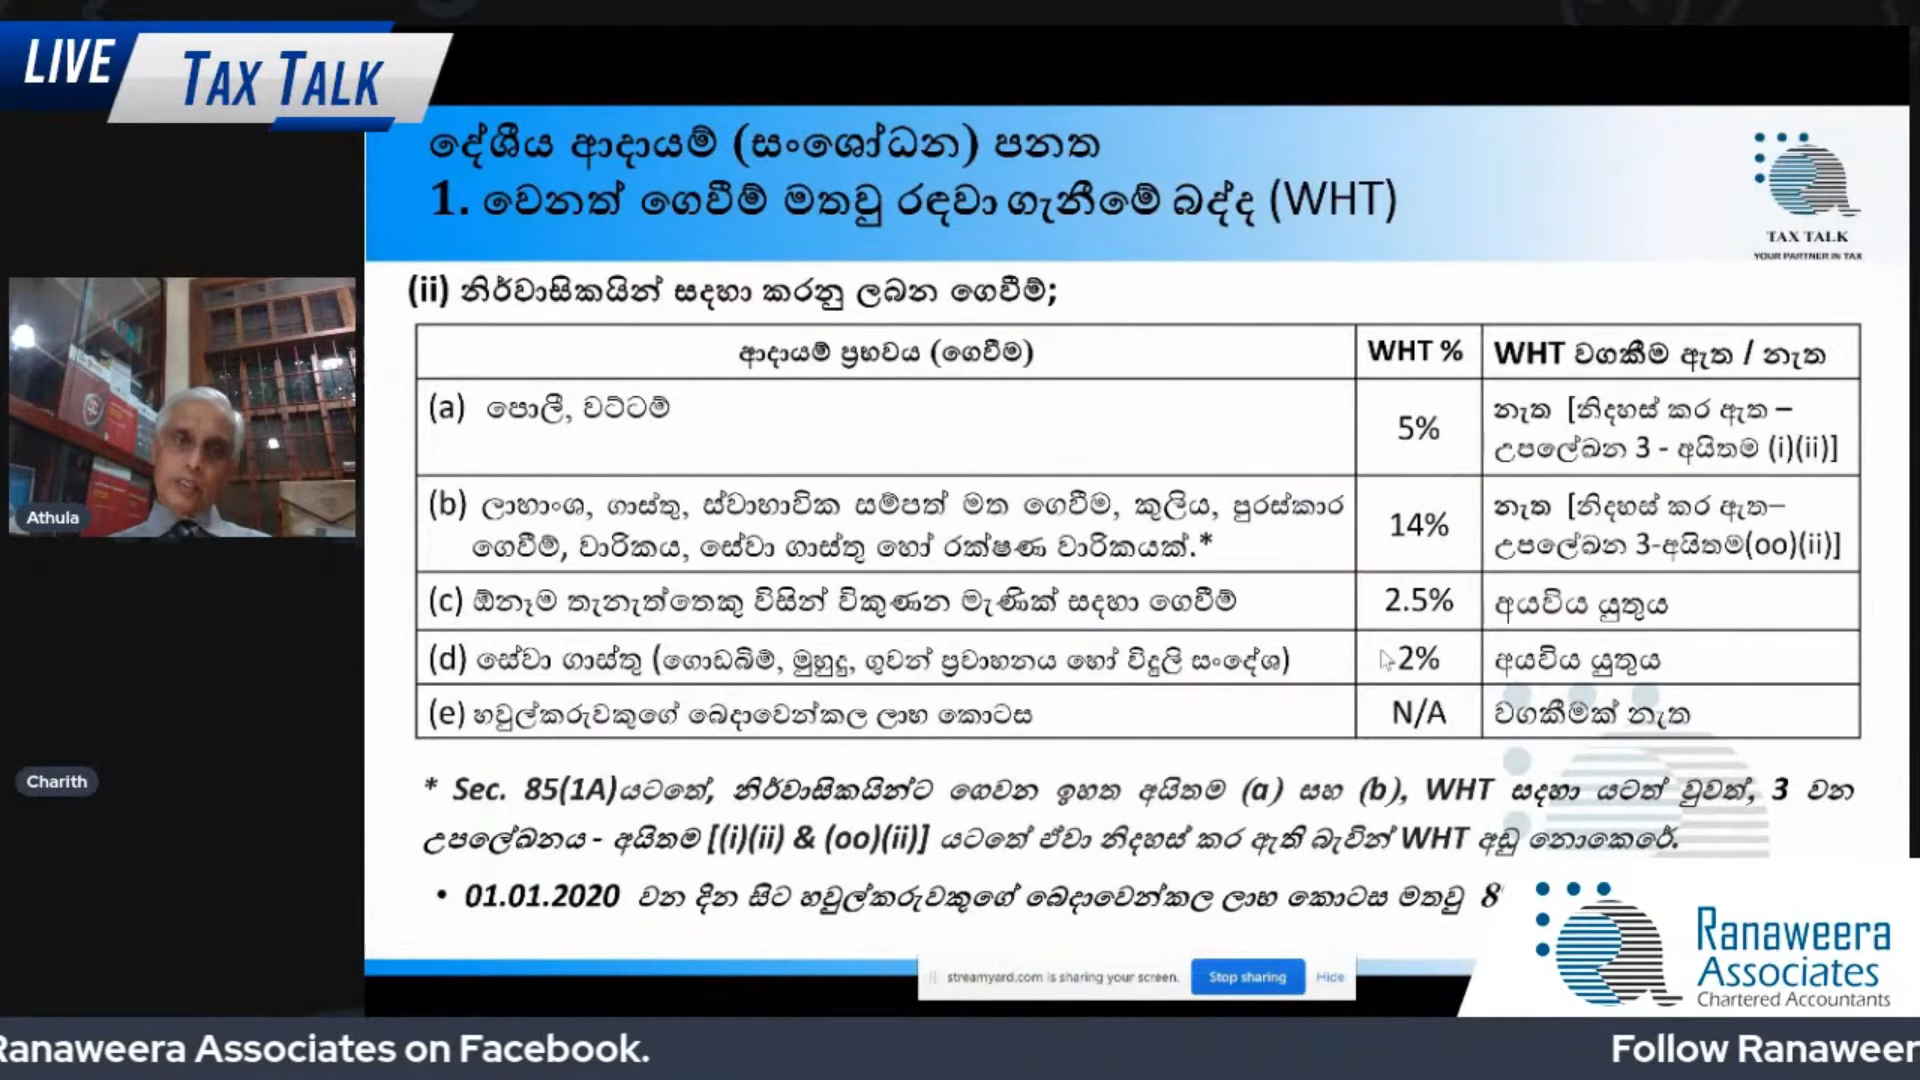 LIVE
TAX TALK
දේශීය ආදායම් (සංශෝධන) පනත
1. වෙනත් ගෙවීම් මතවු රඳවා ගැනීමේ බද්ද (WHT)
TAX TALK
YOUR PARTNER IN TAX
(ii) නිර්වාසිකයින් සදහා කරනු ලබන ගෙවීම්;
ආදායම් ප්‍රභවය (ගෙවීම) WHT % WHT වගකීම ඇත / නැත
(a) පොලී, වට්ටම් 5% නැත [නිදහස් කර ඇත –
උපලේඛන 3 - අයිතම (i)(ii)]
(b) ලාභාංශ, ගාස්තු, ස්වාභාවික සම්පත් මත ගෙවීම, කුලිය, පුරස්කාර
ගෙවීම්, වාරිකය, සේවා ගාස්තු හෝ රක්ෂණ වාරිකයක්.* 14% නැත [නිදහස් කර ඇත–
උපලේඛන 3-අයිතම(oo)(ii)]
(c) ඕනෑම තැනැත්තෙකු විසින් විකුණන මැණික් සදහා ගෙවීම් 2.5% අයවිය යුතුය
(d) සේවා ගාස්තු (ගොඩබිම්, මුහුදු, ගුවන් ප්‍රවාහනය හෝ විදුලි සංදේශ) 2% අයවිය යුතුය
(e) හවුල්කරුවකුගේ බෙදාවෙන්කල ලාභ කොටස N/A වගකීමක් නැත
* Sec. 85(1A)යටතේ, නිර්වාසිකයින්ට ගෙවන ඉහත අයිතම (a) සහ (b), WHT සදහා යටත් වුවත්, 3 වන
උපලේඛනය - අයිතම [(i)(ii) & (oo)(ii)] යටතේ ඒවා නිදහස් කර ඇති බැවින් WHT අඩු නොකෙරේ.
• 01.01.2020 වන දින සිට හවුල්කරුවකුගේ බෙදාවෙන්කල ලාභ කොටස මතවු 8
Athula
Charith
streamyard.com is sharing your screen. Stop sharing Hide
Ranaweera
Associates
Chartered Accountants
Ranaweera Associates on Facebook.
Follow Ranaweer